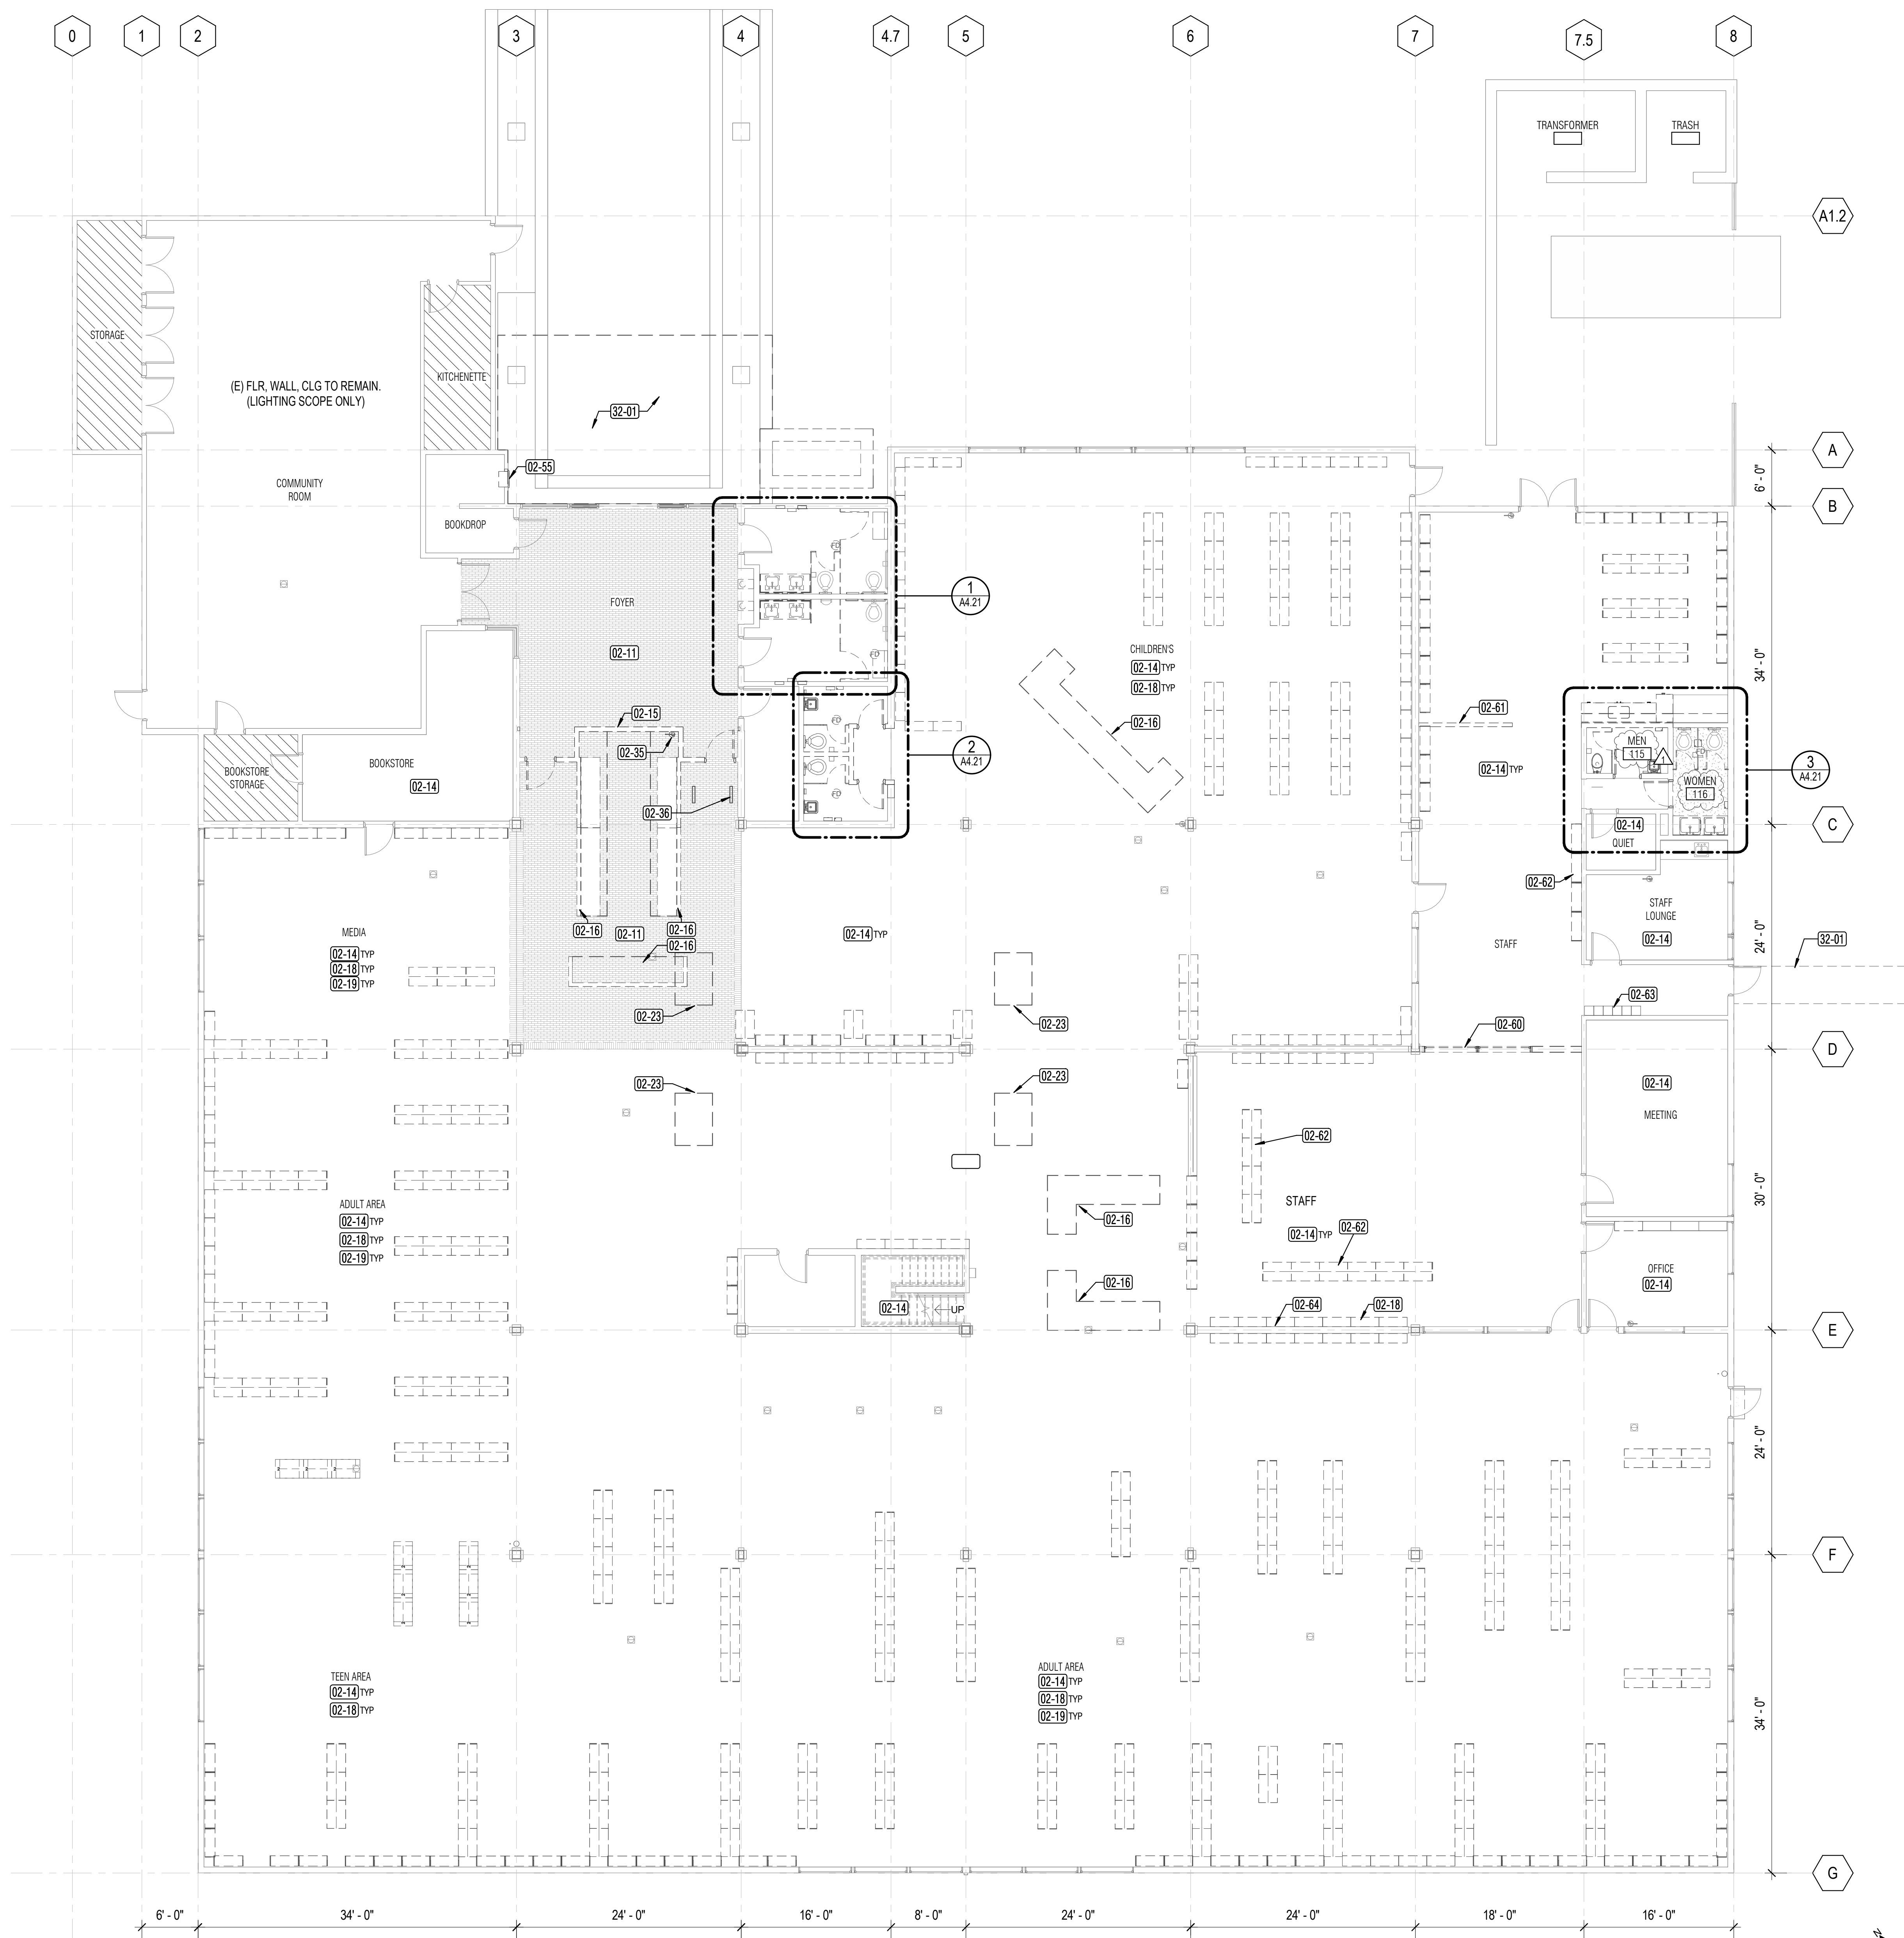 0
1
2
3
4
4.7
5
6
7
7.5
8
TRANSFORMER
TRASH
A1.2
STORAGE
KITCHENETTE
(E) FLR, WALL, CLG TO REMAIN.
(LIGHTING SCOPE ONLY)
32-01
A
02-55
6' - 0"
COMMUNITY
ROOM
BOOKDROP
B
FD
1
A4.21
FOYER
02-11
FD
CHILDREN'S
02-14 TYP
02-18 TYP
34' - 0"
02-15
02-35
FD
02-16
02-61
2
A4.21
MEN
115
1
BOOKSTORE
BOOKSTORE
STORAGE
02-14
02-14 TYP
WOMEN
116
3
A4.21
FD
02-36
C
02-14
QUIET
02-62
STAFF
LOUNGE
02-14
MEDIA
02-14 TYP
02-18 TYP
02-19 TYP
02-16
02-11
02-16
02-16
02-14 TYP
STAFF
24' - 0"
32-01
02-63
02-23
02-23
02-60
D
02-23
02-23
02-14
MEETING
02-62
30' - 0"
ADULT AREA
02-14 TYP
02-18 TYP
02-19 TYP
STAFF
02-16
02-14 TYP
02-62
OFFICE
02-14
02-16
02-14
UP
02-64
02-18
E
24' - 0"
2
2
2
F
TEEN AREA
02-14 TYP
02-18 TYP
ADULT AREA
02-14 TYP
02-18 TYP
02-19 TYP
34' - 0"
G
6' - 0"
34' - 0"
24' - 0"
16' - 0"
8' - 0"
24' - 0"
24' - 0"
18' - 0"
16' - 0"
N